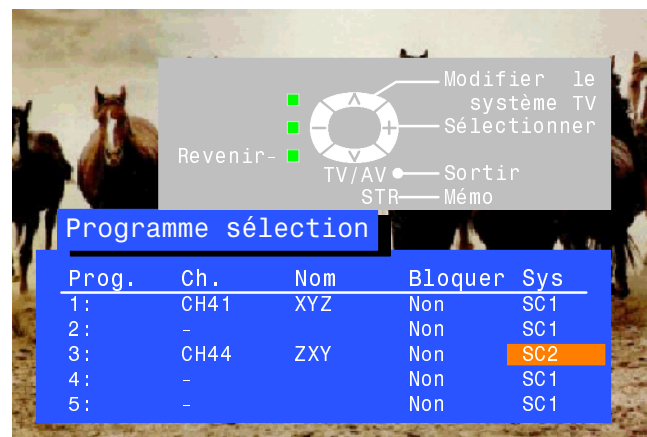 Modifier le
système TV
Sélectionner
Revenir-
TV/AV Sortir
STR Mémo
Programme sélection
Prog. Ch. Nom Bloquer Sys
1: CH41 XYZ Non SC1
2: - Non SC1
3: CH44 ZXY Non SC2
4: - Non SC1
5: - Non SC1